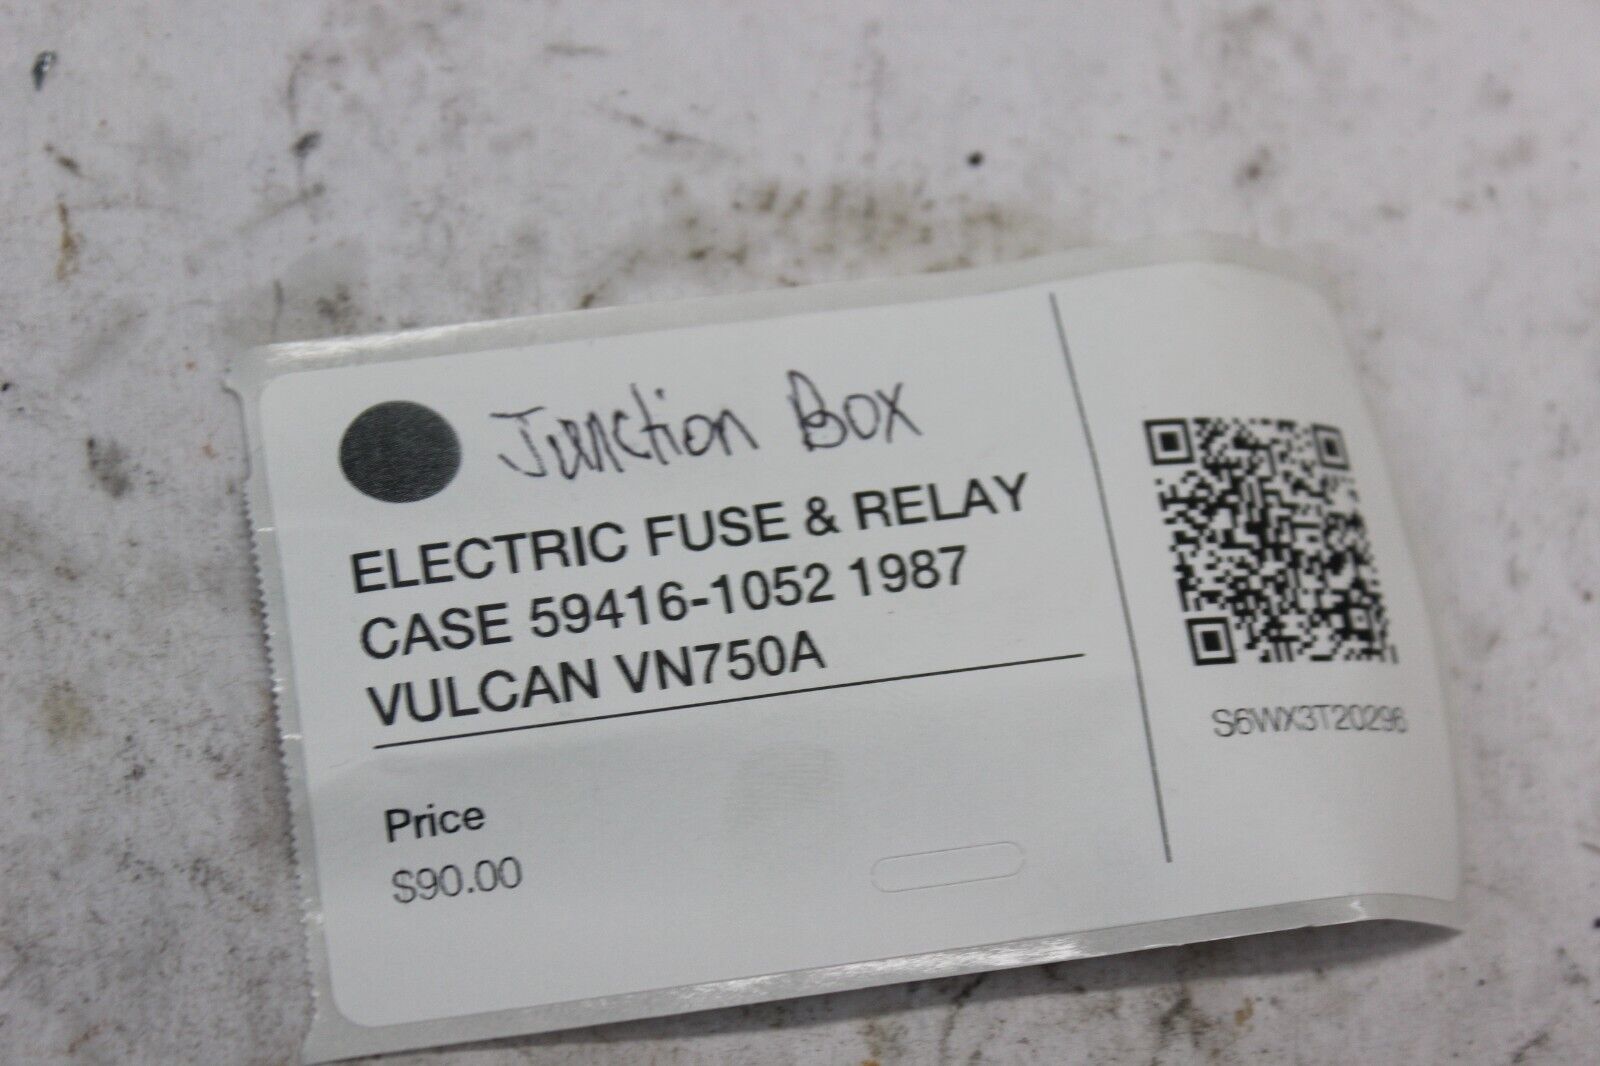 Junction Box
ELECTRIC FUSE & RELAY
CASE 59416-1052 1987
VULCAN VN750A
Price
$90.00
S6WX3T20296